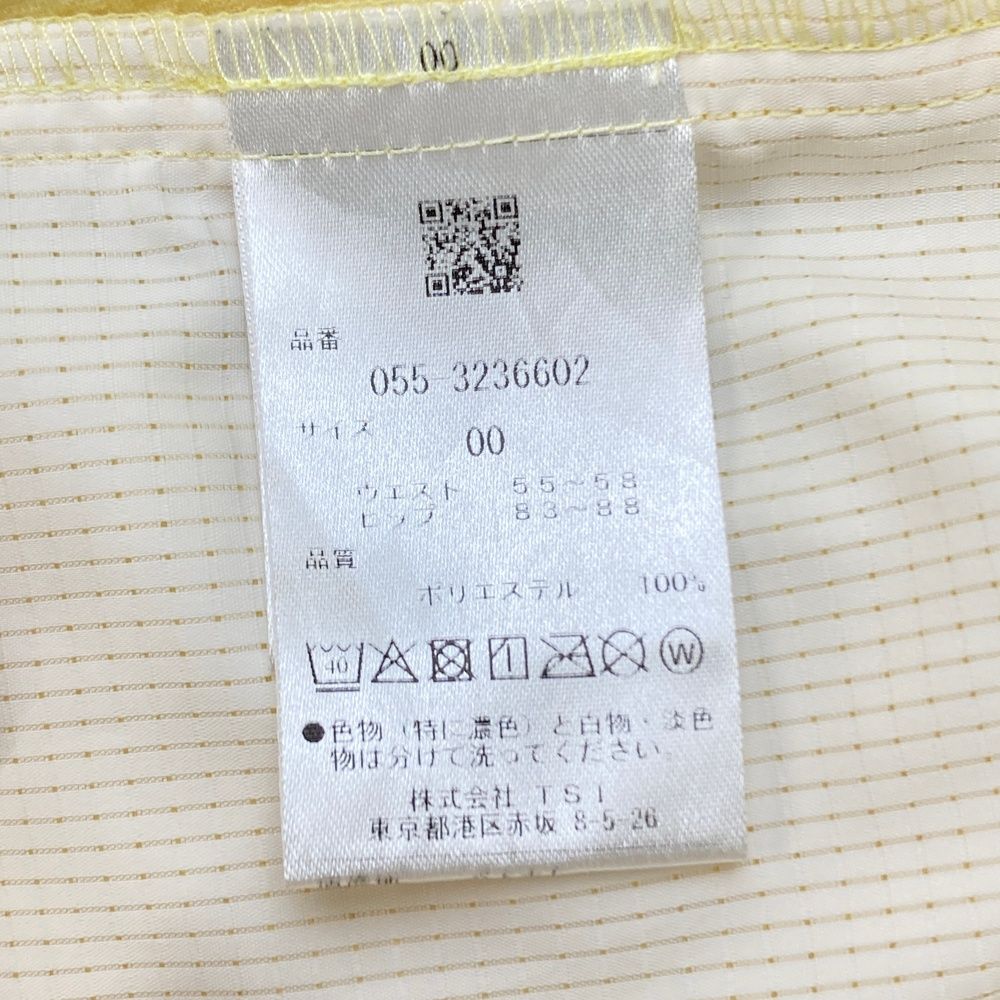 00
品番
055-3236602
サイズ 00
ウエスト 55~58
ヒップ 83~88
品質
ポリエステル 100%
40 W
●色物(特に濃色)と白物・淡色
物は分けて洗ってください。
株式会社 TSI
東京都港区赤坂 8-5-26